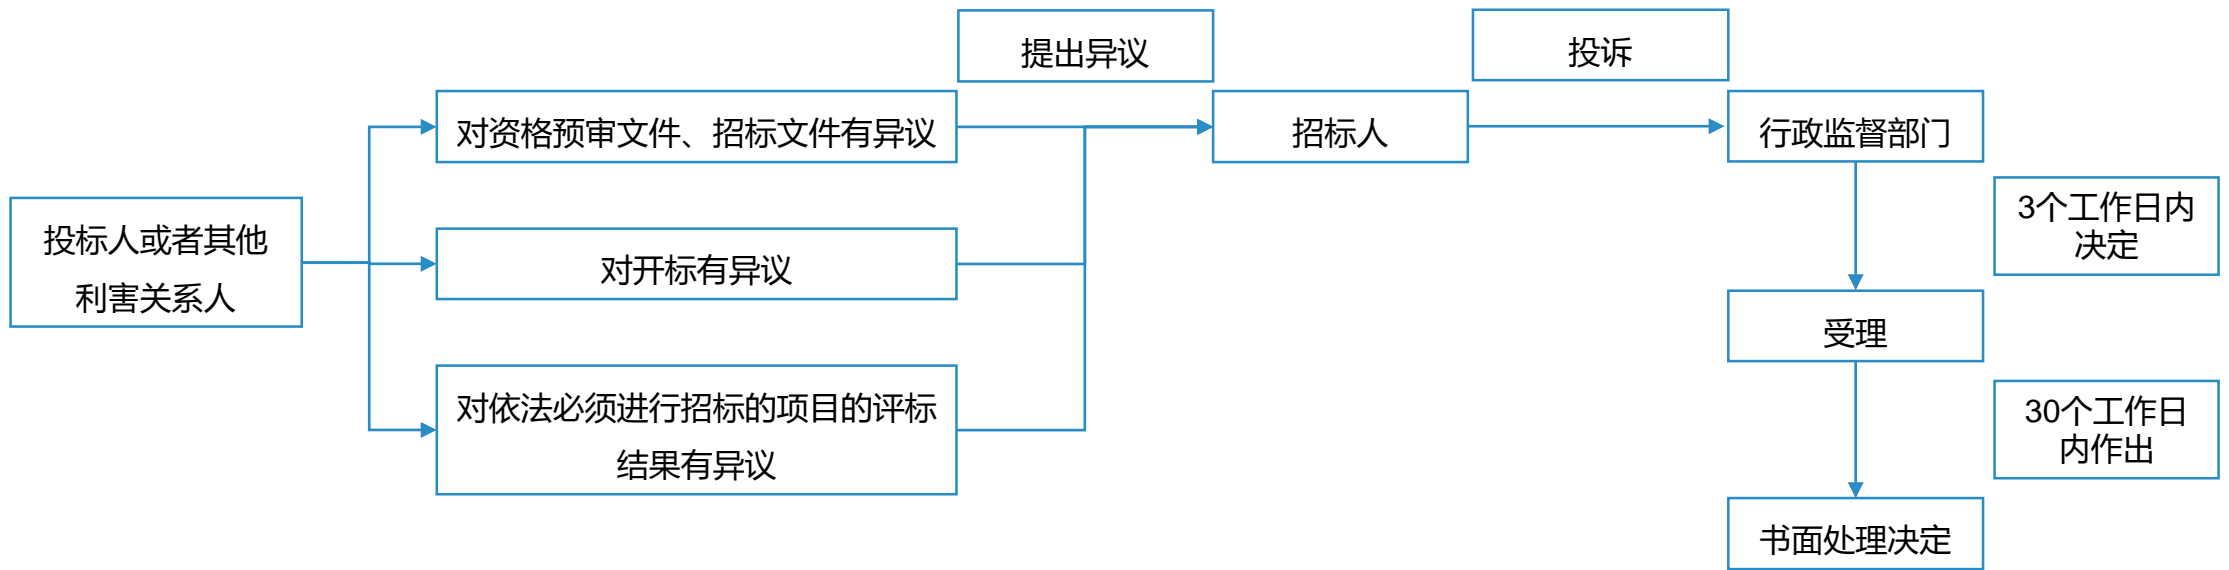 提出异议
投诉
对资格预审文件、招标文件有异议
招标人
行政监督部门
投标人或者其他
利害关系人
3个工作日内
决定
对开标有异议
受理
对依法必须进行招标的项目的评标
结果有异议
30个工作日
内作出
书面处理决定